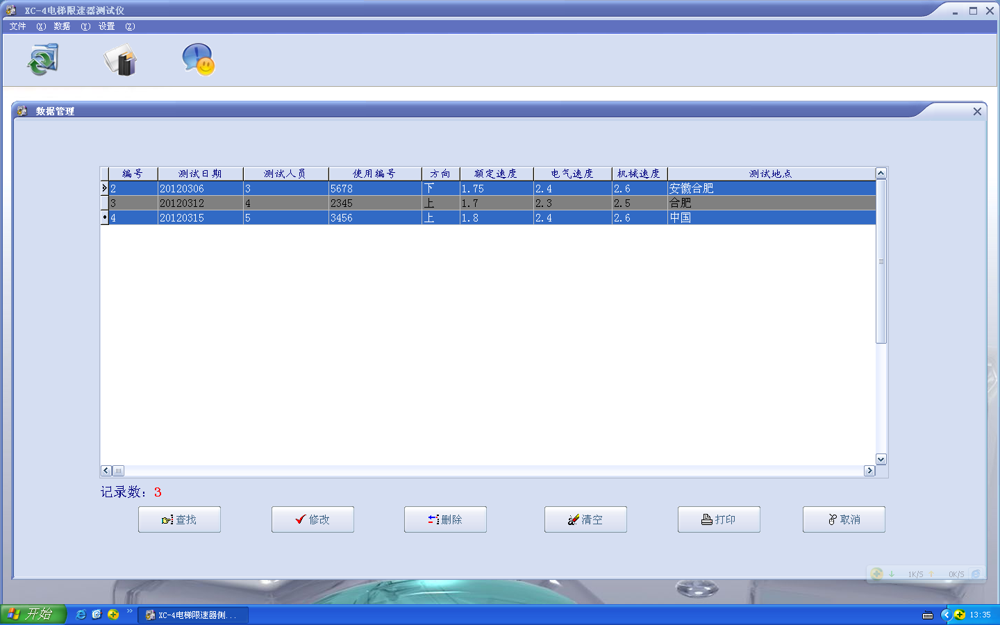 XC-4电梯限速器测试仪
文件 (X) 数据 (Y) 设置 (Z)
数据管理
编号 测试日期 测试人员 使用编号 方向 额定速度 电气速度 机械速度 测试地点
2 20120306 3 5678 下 1.75 2.4 2.6 安徽合肥
3 20120312 4 2345 上 1.7 2.3 2.5 合肥
4 20120315 5 3456 上 1.8 2.4 2.6 中国
记录数：3
查找 修改 删除 清空 打印 取消
1K/S 0K/S
开始 XC-4电梯限速器侧... 13:35